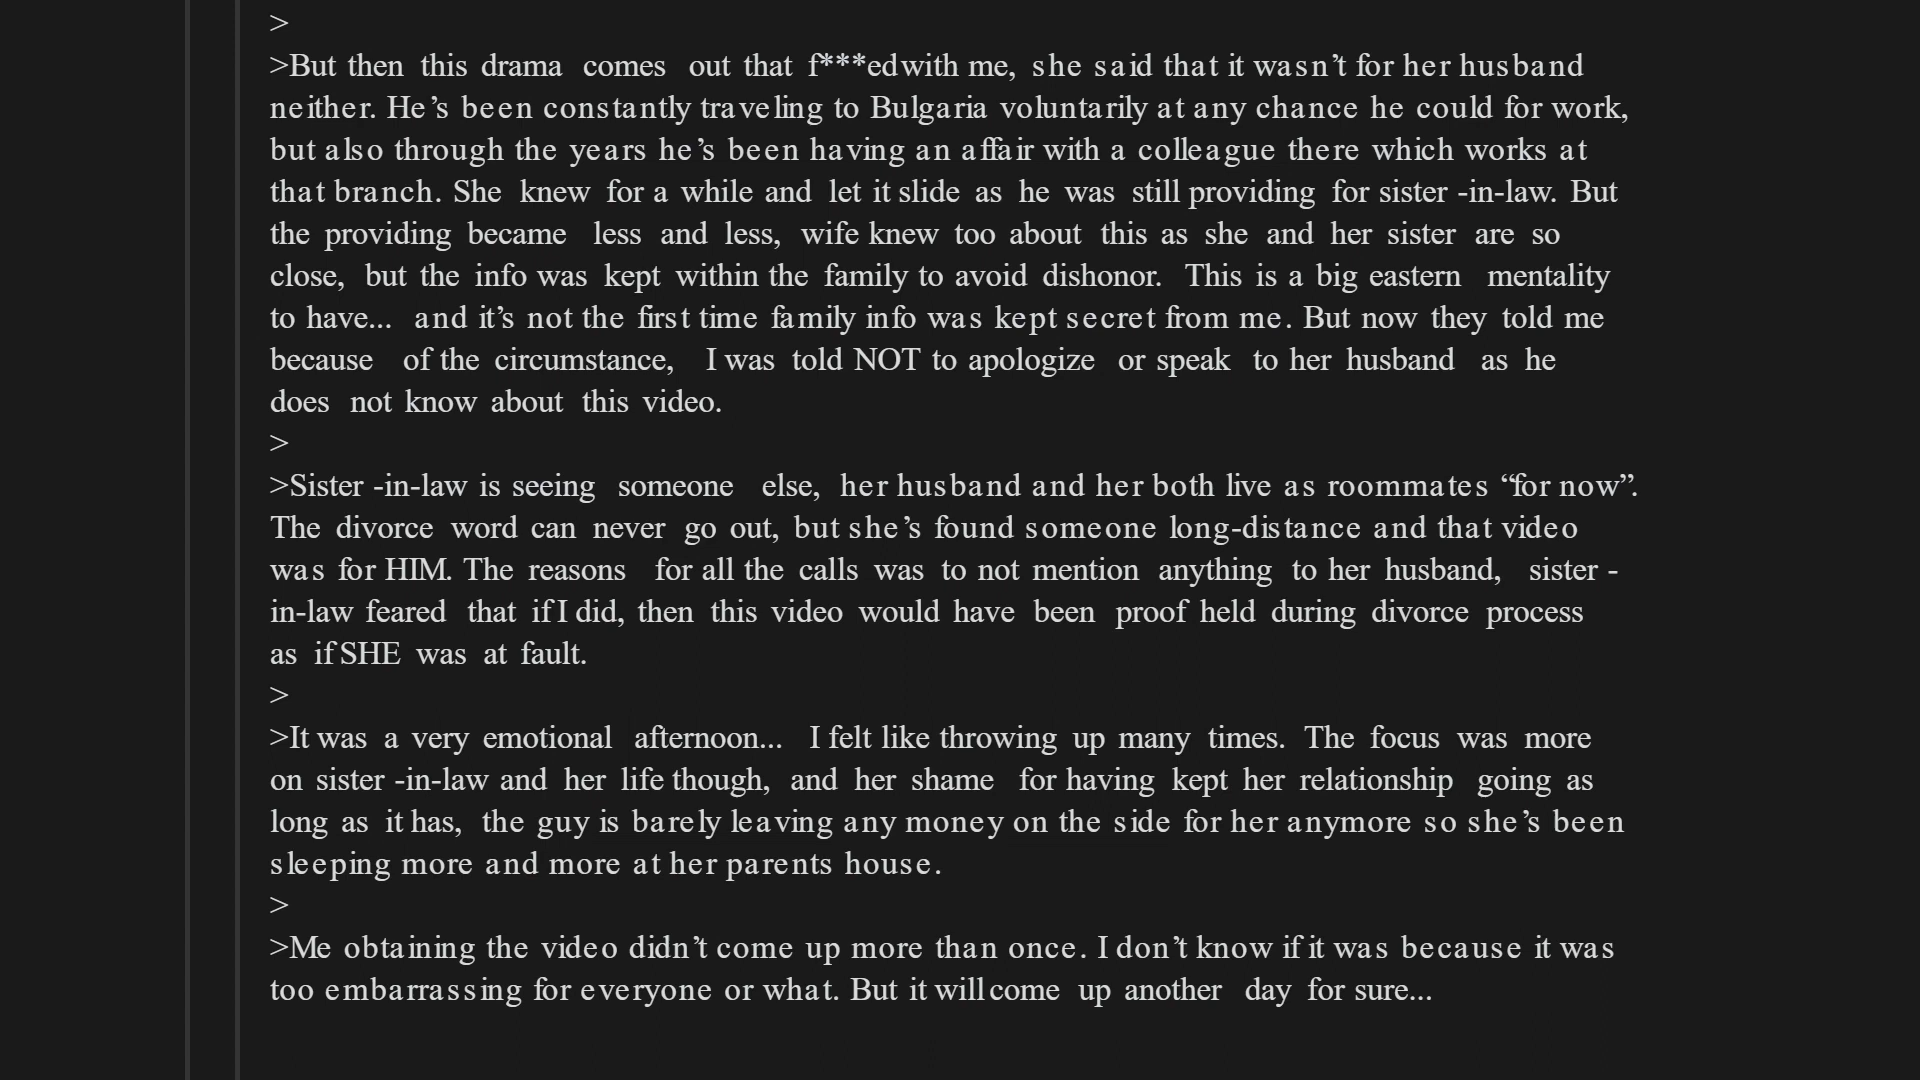 >
>But then this drama comes out that f***ed with me, she said that it wasn’t for her husband
neither. He’s been constantly traveling to Bulgaria voluntarily at any chance he could for work,
but also through the years he’s been having an affair with a colleague there which works at
that branch. She knew for a while and let it slide as he was still providing for sister-in-law. But
the providing became less and less, wife knew too about this as she and her sister are so
close, but the info was kept within the family to avoid dishonor. This is a big eastern mentality
to have... and it’s not the first time family info was kept secret from me. But now they told me
because of the circumstance, I was told NOT to apologize or speak to her husband as he
does not know about this video.
>
>Sister-in-law is seeing someone else, her husband and her both live as roommates “for now”.
The divorce word can never go out, but she’s found someone long-distance and that video
was for HIM. The reasons for all the calls was to not mention anything to her husband, sister-
in-law feared that if I did, then this video would have been proof held during divorce process
as if SHE was at fault.
>
>It was a very emotional afternoon... I felt like throwing up many times. The focus was more
on sister-in-law and her life though, and her shame for having kept her relationship going as
long as it has, the guy is barely leaving any money on the side for her anymore so she’s been
sleeping more and more at her parents house.
>
>Me obtaining the video didn’t come up more than once. I don’t know if it was because it was
too embarrassing for everyone or what. But it will come up another day for sure...